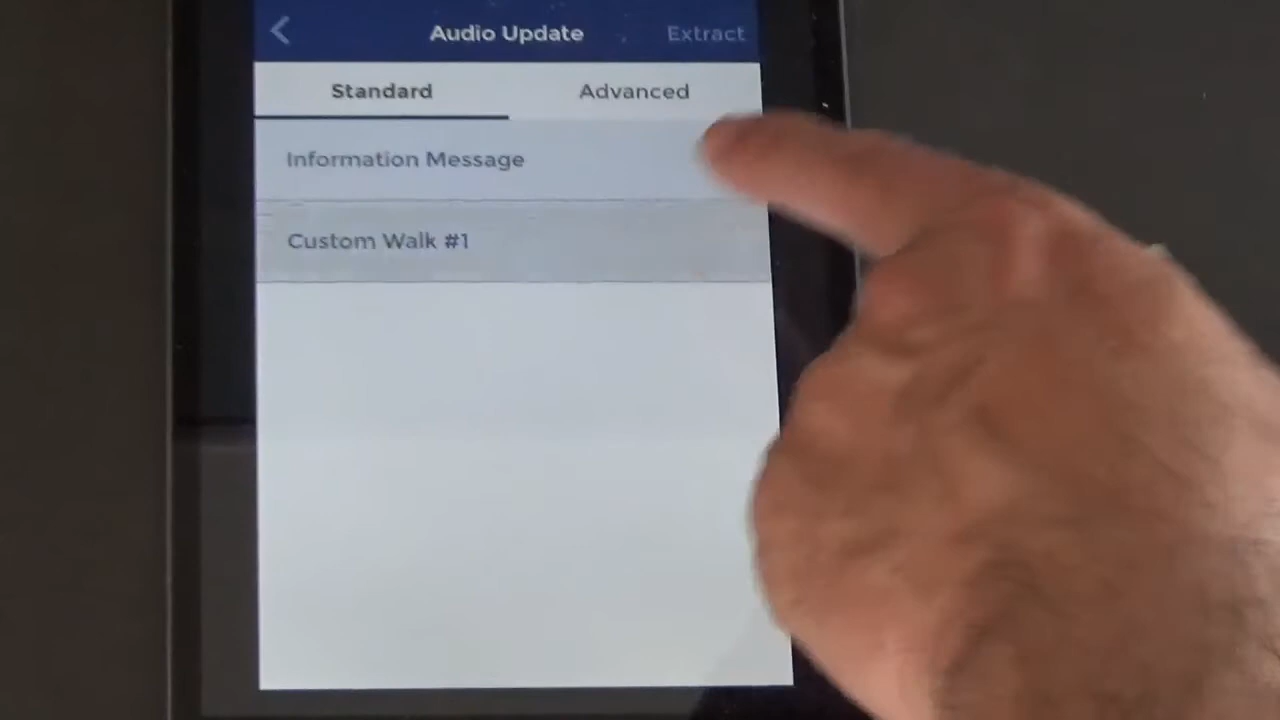 Audio Update Extract
Standard Advanced
Information Message
Custom Walk #1